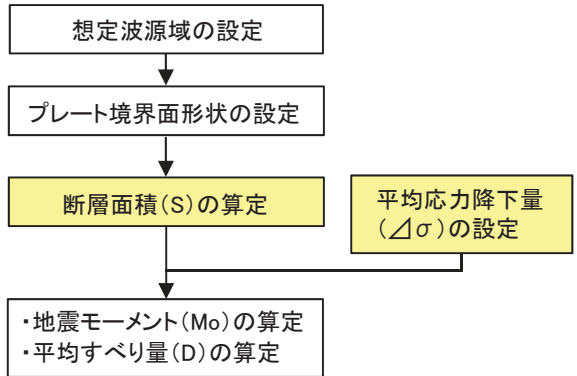 想定波源域の設定
プレート境界面形状の設定
断層面積(S)の算定
平均応力降下量
(⊿σ)の設定
・地震モーメント(Mo)の算定
・平均すべり量(D)の算定